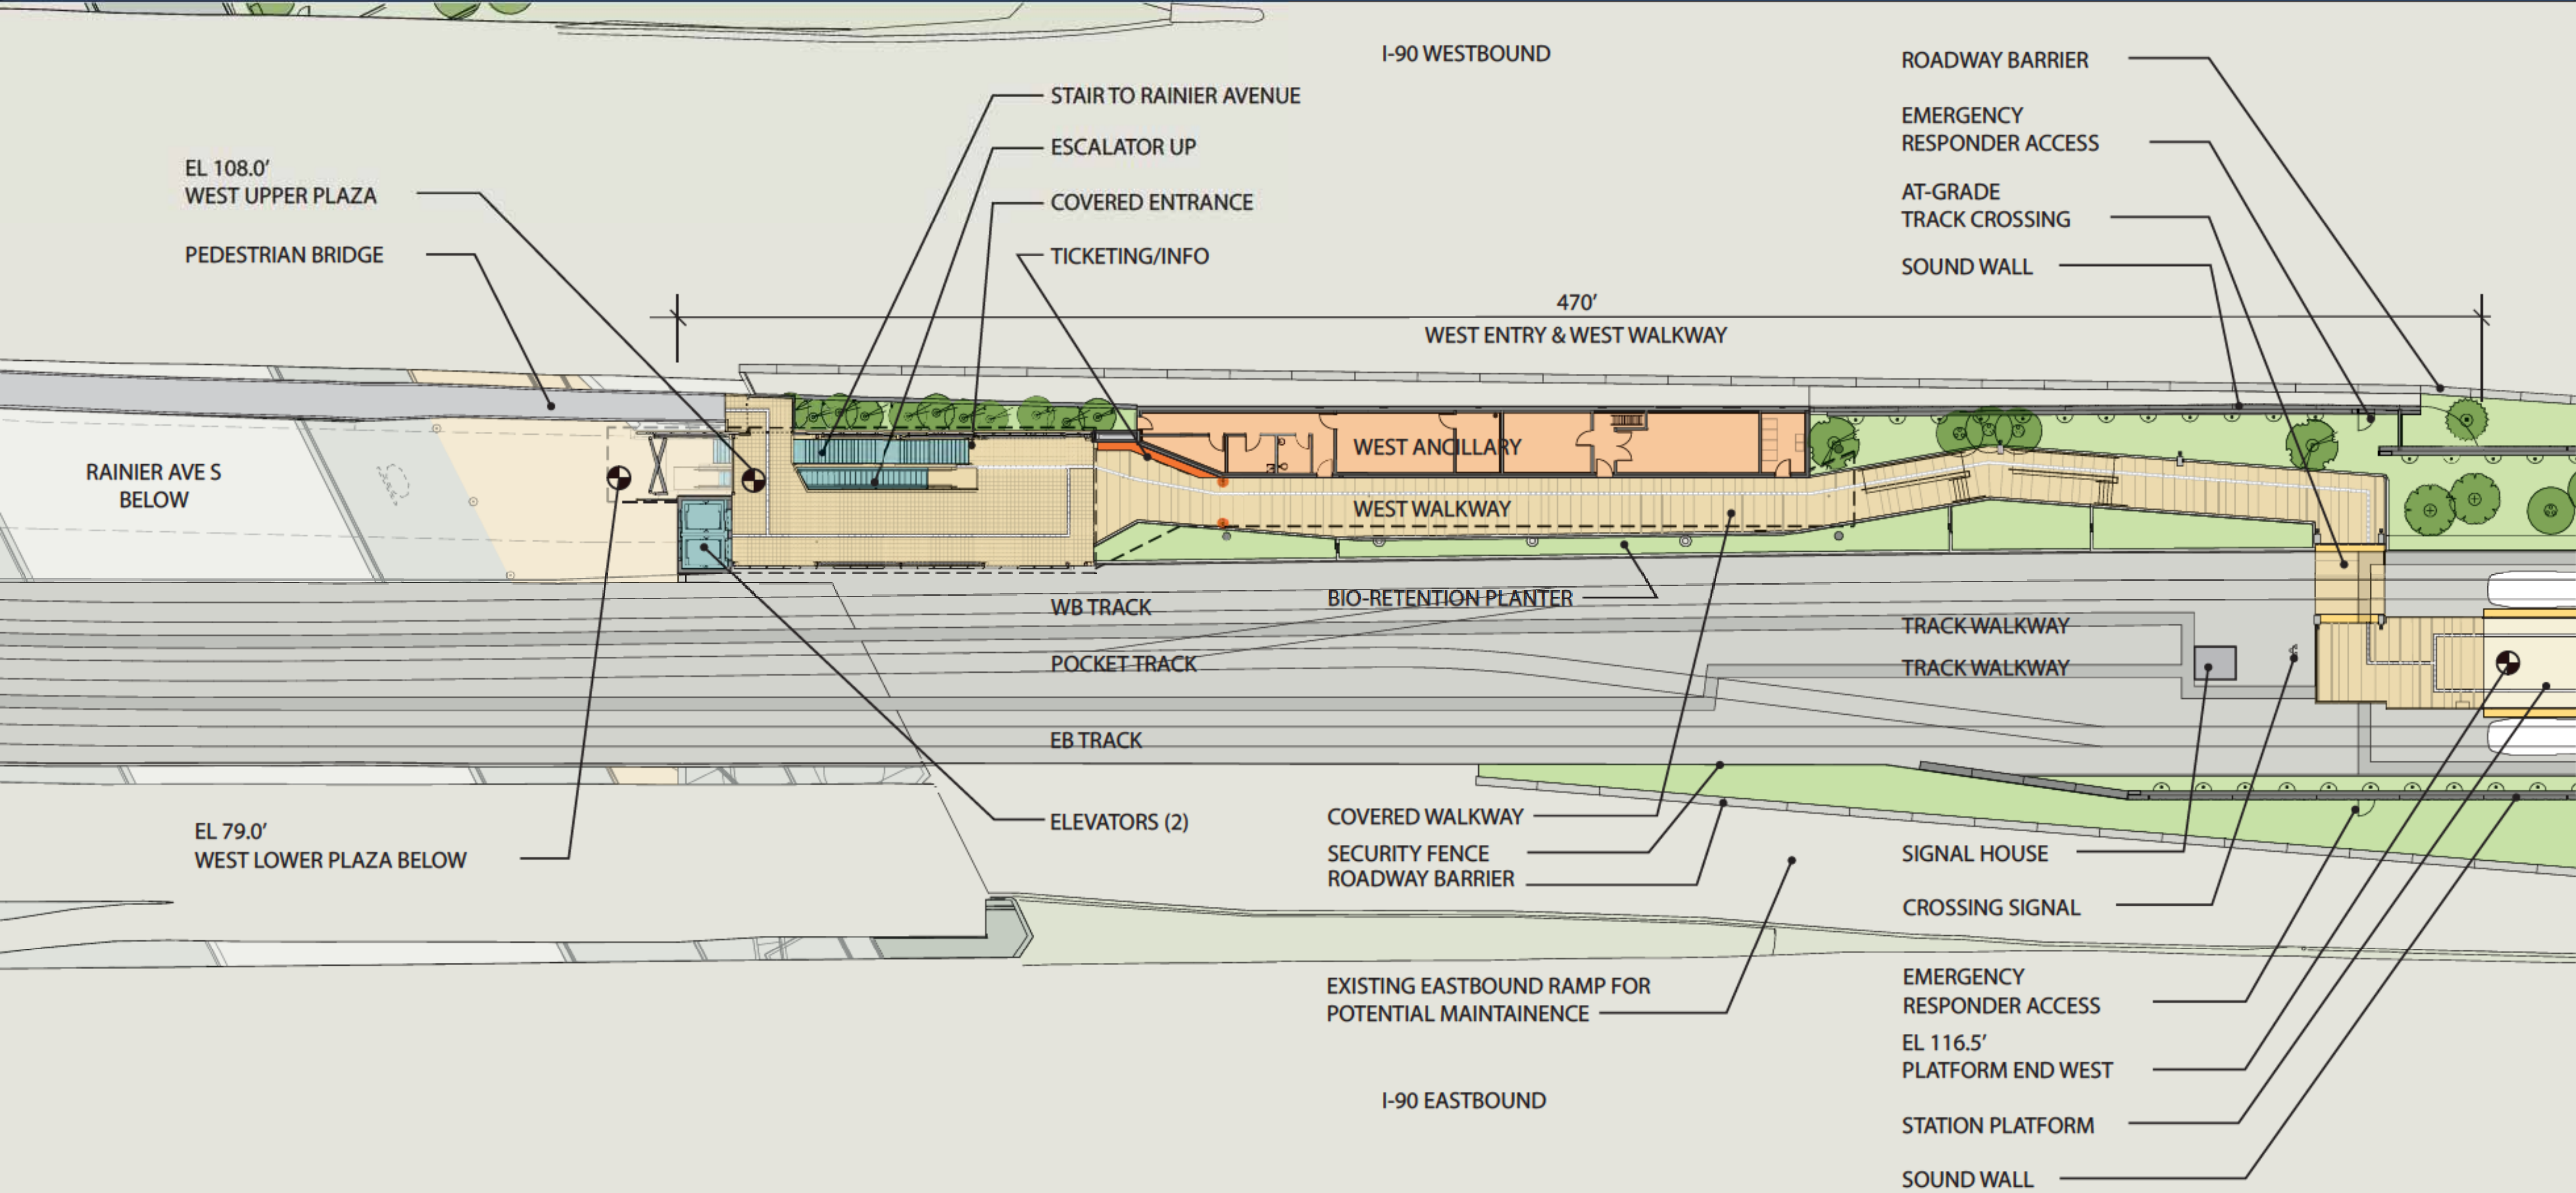 I-90 WESTBOUND
EL 108.0′
WEST UPPER PLAZA
PEDESTRIAN BRIDGE
STAIR TO RAINIER AVENUE
ESCALATOR UP
COVERED ENTRANCE
TICKETING/INFO
ROADWAY BARRIER
EMERGENCY
RESPONDER ACCESS
AT-GRADE
TRACK CROSSING
SOUND WALL
470′
WEST ENTRY & WEST WALKWAY
RAINIER AVE S
BELOW
WEST ANCILLARY
WEST WALKWAY
WB TRACK
POCKET TRACK
EB TRACK
BIO-RETENTION PLANTER
TRACK WALKWAY
TRACK WALKWAY
EL 79.0′
WEST LOWER PLAZA BELOW
ELEVATORS (2)
COVERED WALKWAY
SECURITY FENCE
ROADWAY BARRIER
EXISTING EASTBOUND RAMP FOR
POTENTIAL MAINTAINENCE
I-90 EASTBOUND
SIGNAL HOUSE
CROSSING SIGNAL
EMERGENCY
RESPONDER ACCESS
EL 116.5′
PLATFORM END WEST
STATION PLATFORM
SOUND WALL